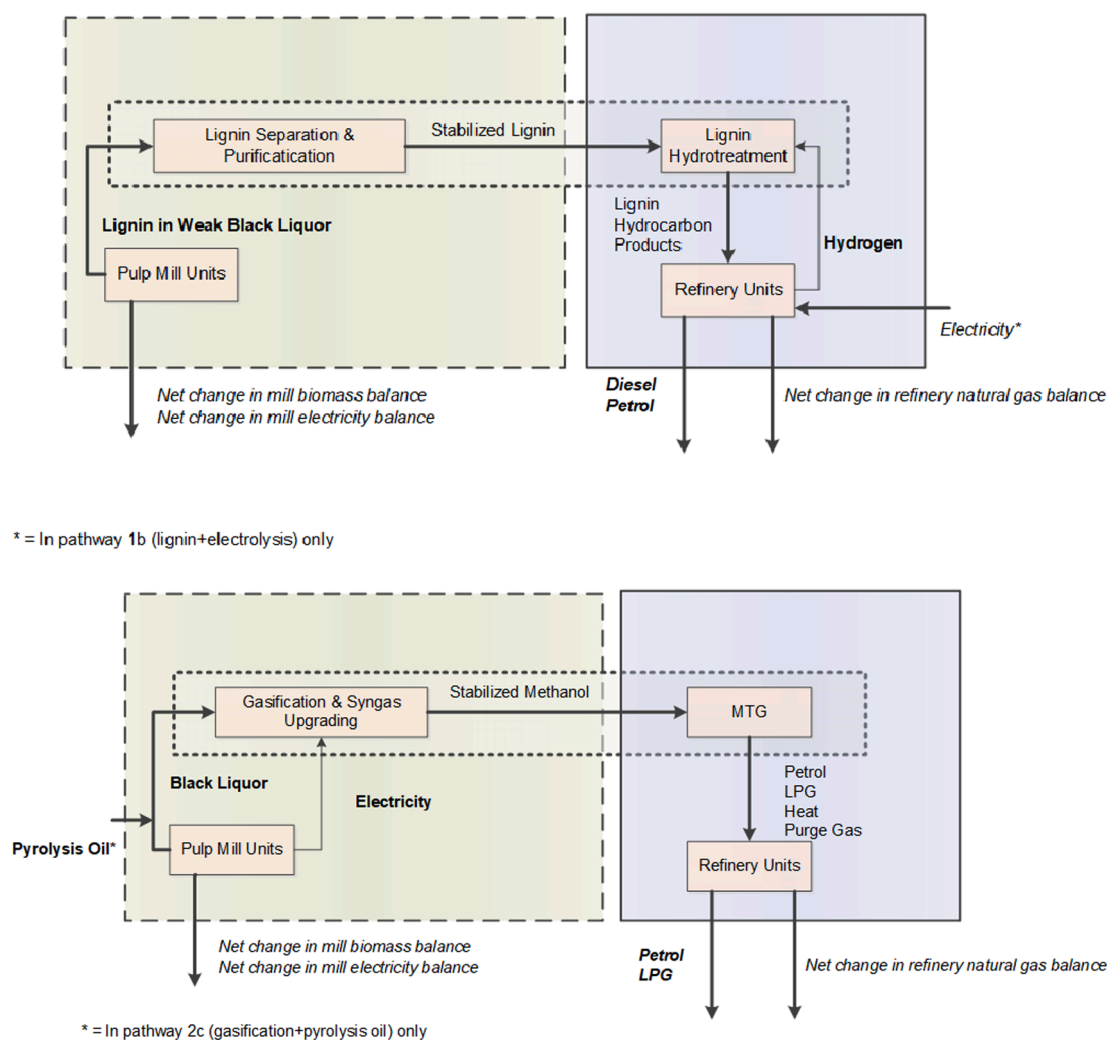 Lignin Separation &
Purificatication
Stabilized Lignin
Lignin
Hydrotreatment
Lignin
Hydrocarbon
Products
Hydrogen
Lignin in Weak Black Liquor
Pulp Mill Units
Refinery Units
Electricity*
Net change in mill biomass balance
Net change in mill electricity balance
Diesel
Petrol
Net change in refinery natural gas balance
* = In pathway 1b (lignin+electrolysis) only
Gasification & Syngas
Upgrading
Stabilized Methanol
MTG
Black Liquor
Electricity
Petrol
LPG
Heat
Purge Gas
Pyrolysis Oil*
Pulp Mill Units
Refinery Units
Net change in mill biomass balance
Net change in mill electricity balance
Petrol
LPG
Net change in refinery natural gas balance
* = In pathway 2c (gasification+pyrolysis oil) only